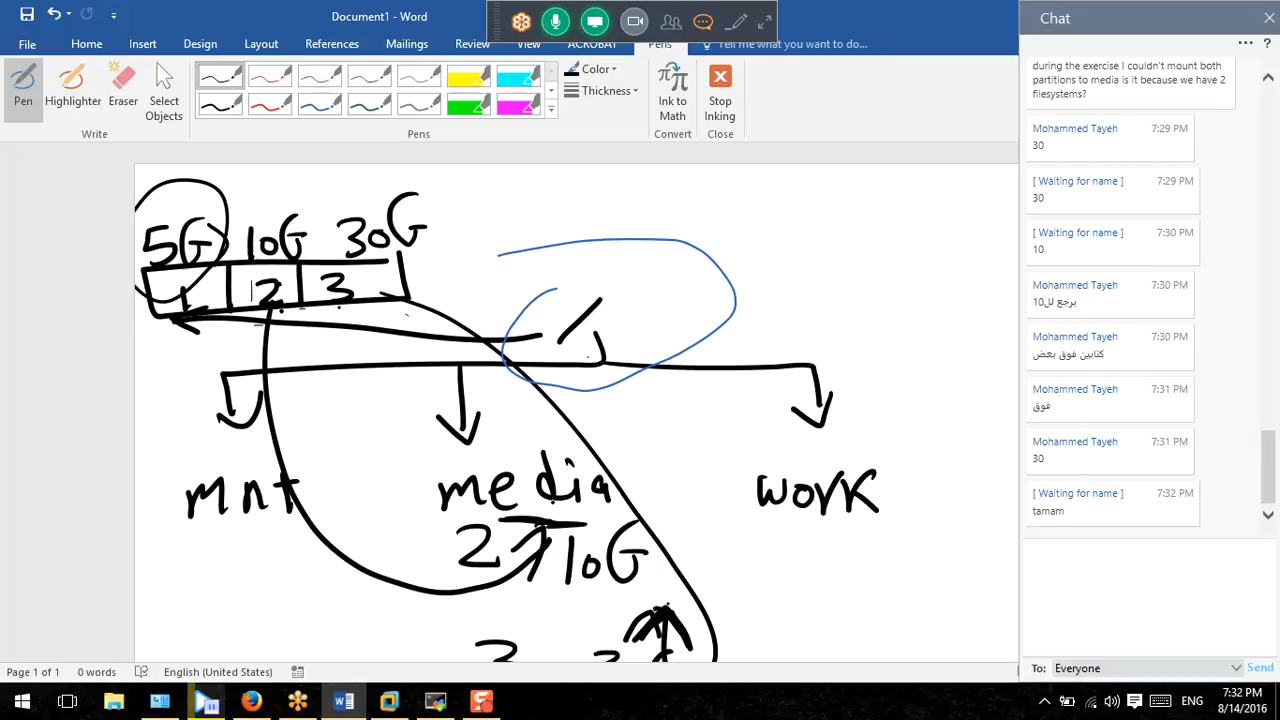 Document1 - Word
File
Home
Insert
Design
Layout
References
Mailings
Review
View
ACROBAT
Pens
Tell me what you want to do...
Pen
Highlighter
Eraser
Select Objects
Color
Thickness
Ink to Math
Stop Inking
Write
Pens
Convert
Close
5G 10G 30G
1 2 3
/
mnt media work
2 10G
3
Page 1 of 1 0 words English (United States)
Chat
during the exercise I couldn't mount both
partitions to media is it because we have 2
filesystems?
Mohammed Tayeh 7:29 PM
30
[ Waiting for name ] 7:29 PM
30
[ Waiting for name ] 7:30 PM
10
Mohammed Tayeh 7:30 PM
يرجع لل10
Mohammed Tayeh 7:30 PM
كتابين فوق بعض
Mohammed Tayeh 7:31 PM
فوق
Mohammed Tayeh 7:31 PM
30
[ Waiting for name ] 7:32 PM
tamam
To: Everyone Send
ENG
7:32 PM
8/14/2016